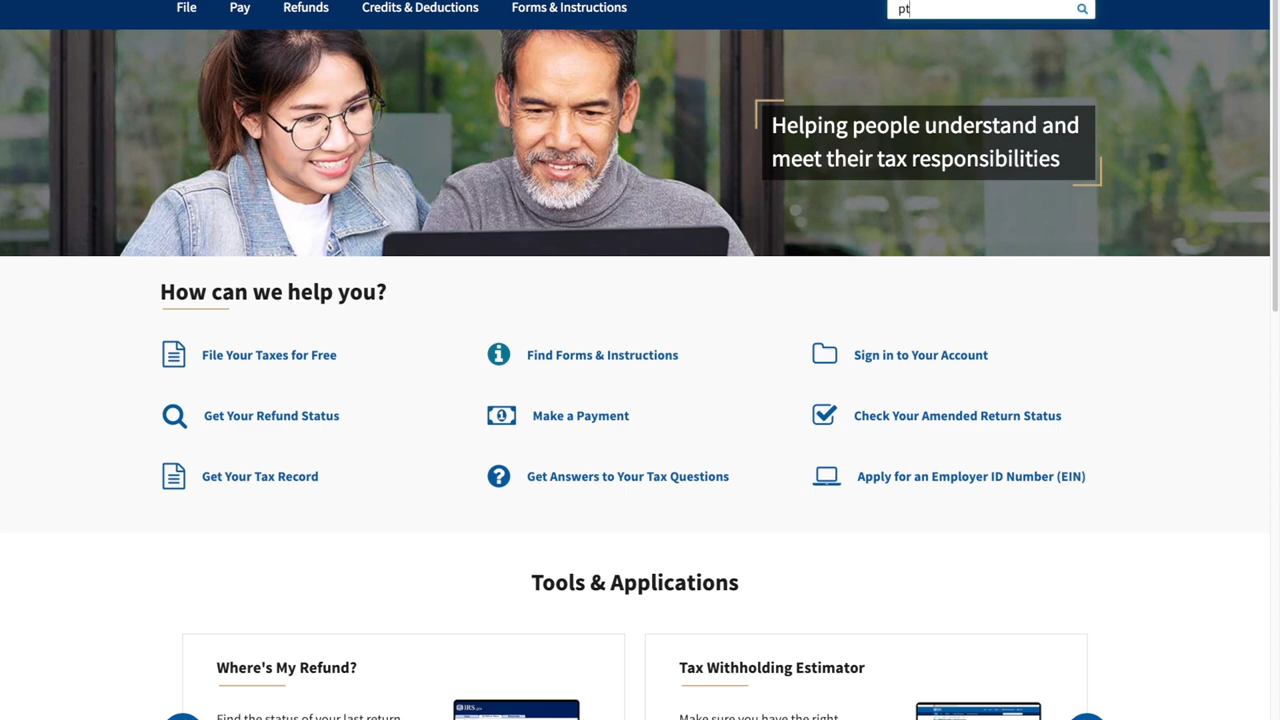 File Pay Refunds Credits & Deductions Forms & Instructions pt
Helping people understand and
meet their tax responsibilities
How can we help you?
File Your Taxes for Free Find Forms & Instructions Sign in to Your Account
Get Your Refund Status Make a Payment Check Your Amended Return Status
Get Your Tax Record Get Answers to Your Tax Questions Apply for an Employer ID Number (EIN)
Tools & Applications
Where's My Refund? Tax Withholding Estimator
IRS.gov
Find the status of your last return Make sure you have the right